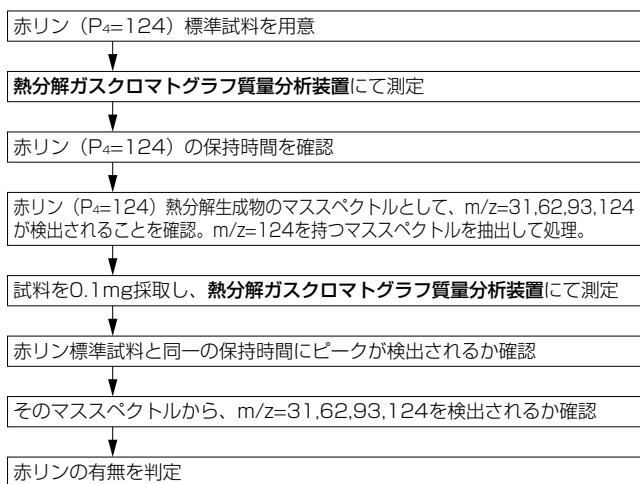 赤リン（P₄=124）標準試料を用意
熱分解ガスクロマトグラフ質量分析装置にて測定
赤リン（P₄=124）の保持時間を確認
赤リン（P₄=124）熱分解生成物のマススペクトルとして、m/z=31,62,93,124
が検出されることを確認。m/z=124を持つマススペクトルを抽出して処理。
試料を0.1mg採取し、熱分解ガスクロマトグラフ質量分析装置にて測定
赤リン標準試料と同一の保持時間にピークが検出されるか確認
そのマススペクトルから、m/z=31,62,93,124を検出されるか確認
赤リンの有無を判定